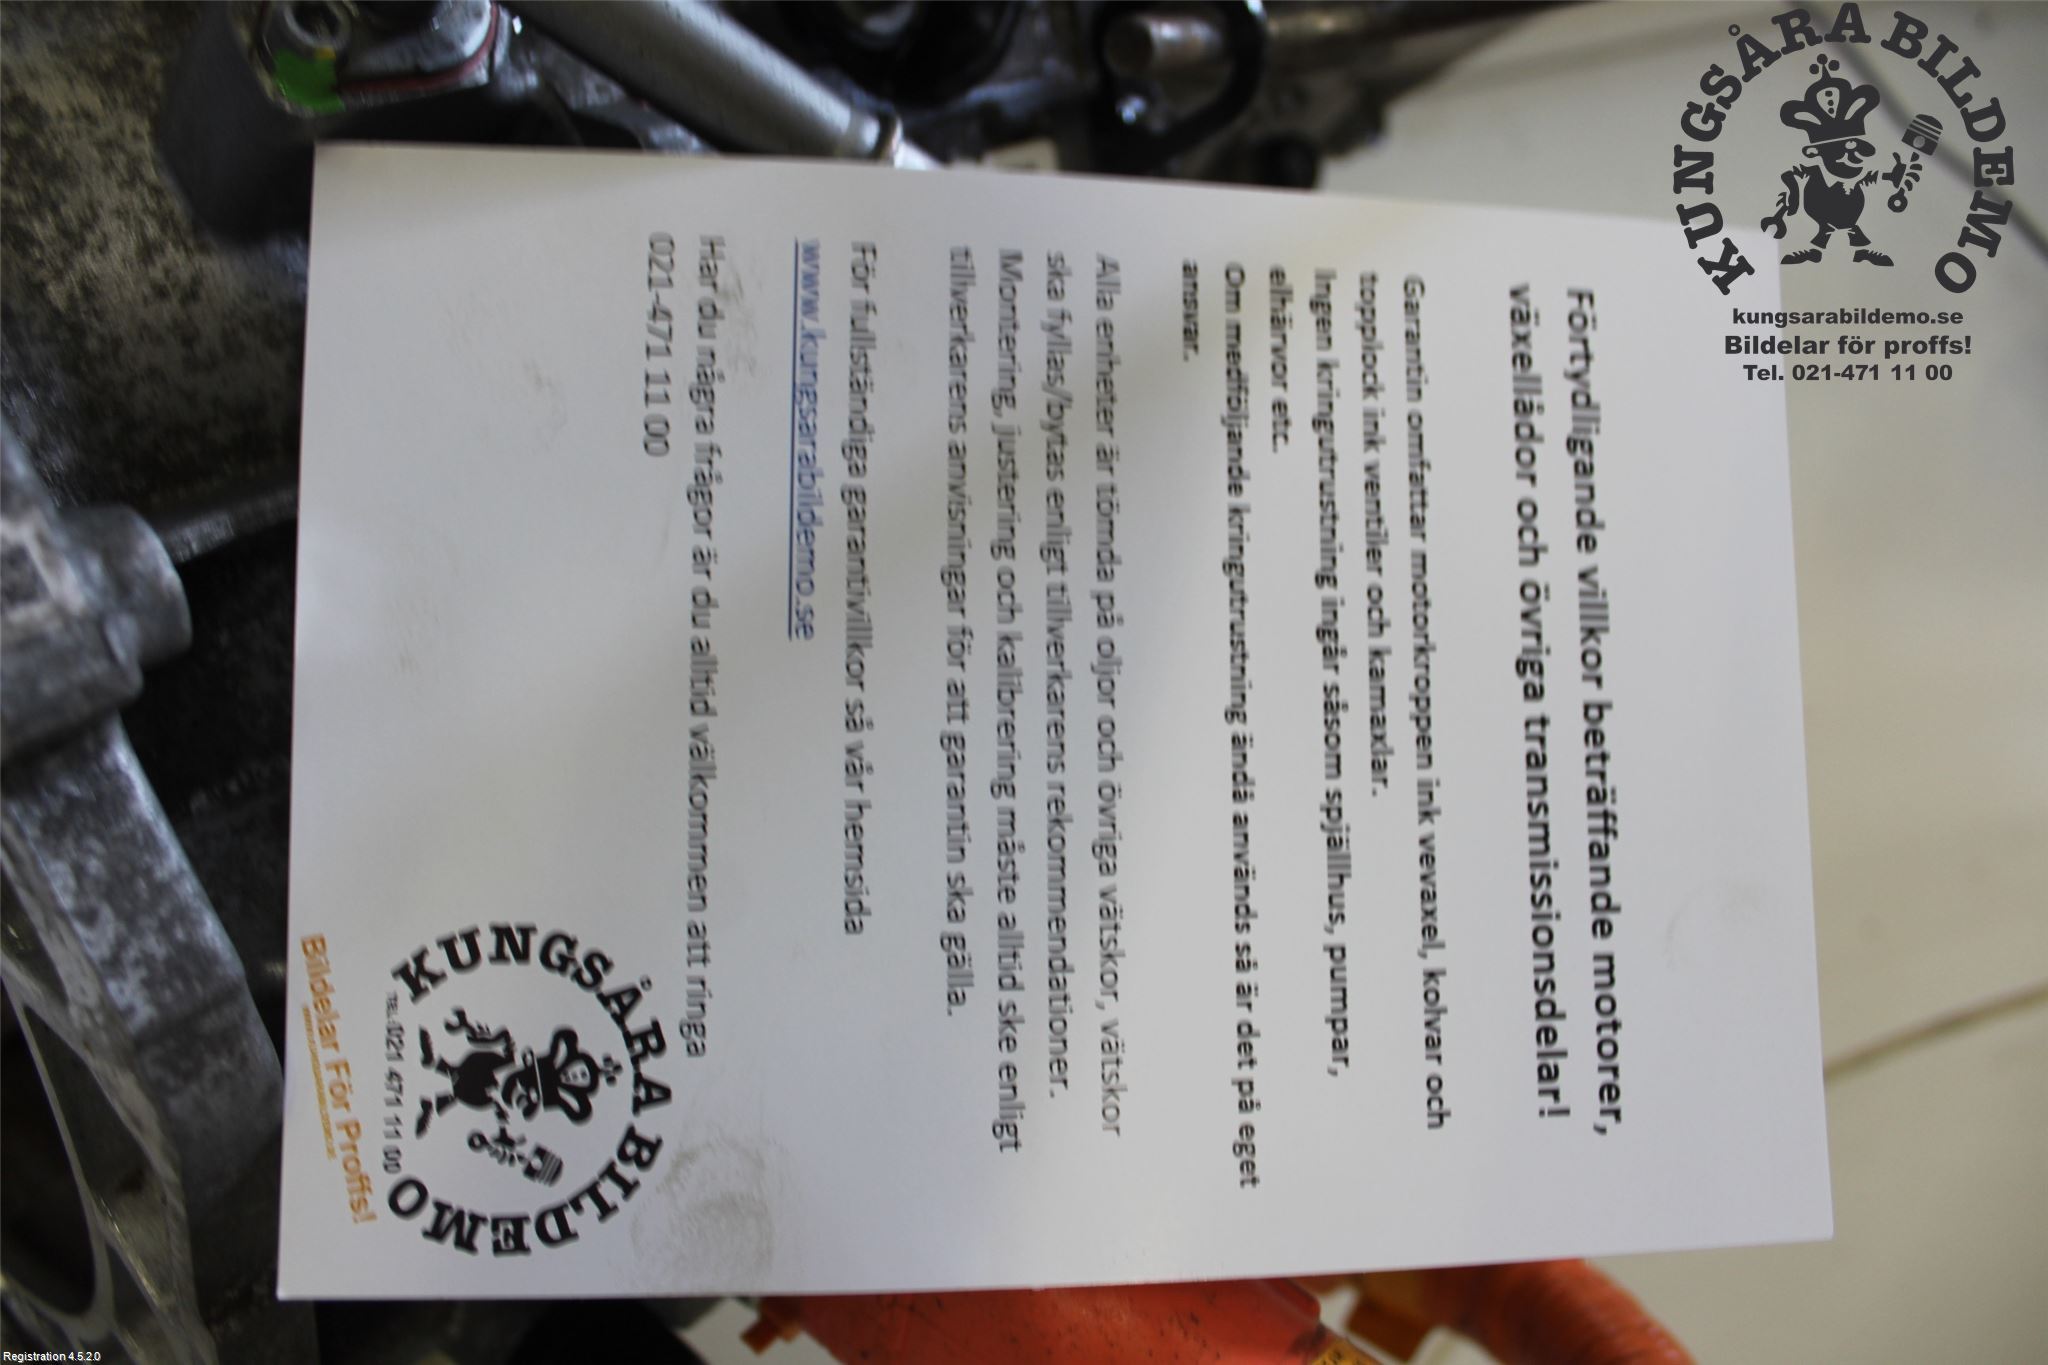 KUNGSÅRA BILDEMO
kungsarabildemo.se
Bildelar för proffs!
Tel. 021-471 11 00
Förtydligande villkor beträffande motorer,
växellådor och övriga transmissionsdelar!
Garantin omfattar motorkroppen ink vevaxel, kolvar och
topplock ink ventiler och kamaxlar.
Ingen kringutrustning ingår såsom spjällhus, pumpar,
elhärvor etc.
Om medföljande kringutrustning ändå används så är det på eget
ansvar.
Alla enheter är tömda på oljor och övriga vätskor, vätskor
ska fyllas/bytas enligt tillverkarens rekommendationer.
Montering, justering och kalibrering måste alltid ske enligt
tillverkarens anvisningar för att garantin ska gälla.
För fullständiga garantivillkor så vår hemsida
www.kungsarabildemo.se
Har du några frågor är du alltid välkommen att ringa
021-471 11 00
KUNGSÅRA BILDEMO
TEL: 021 471 11 00
Bildelar För Proffs!
Registration 4.5.2.0